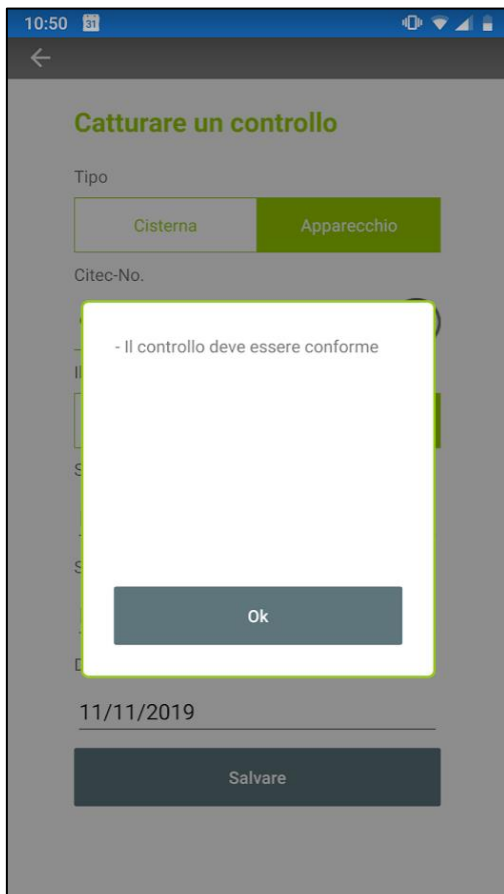 10:50 31
Catturare un controllo
Tipo
Cisterna Apparecchio
Citec-No.
- Il controllo deve essere conforme
Il
S
S
Ok
D
11/11/2019
Salvare